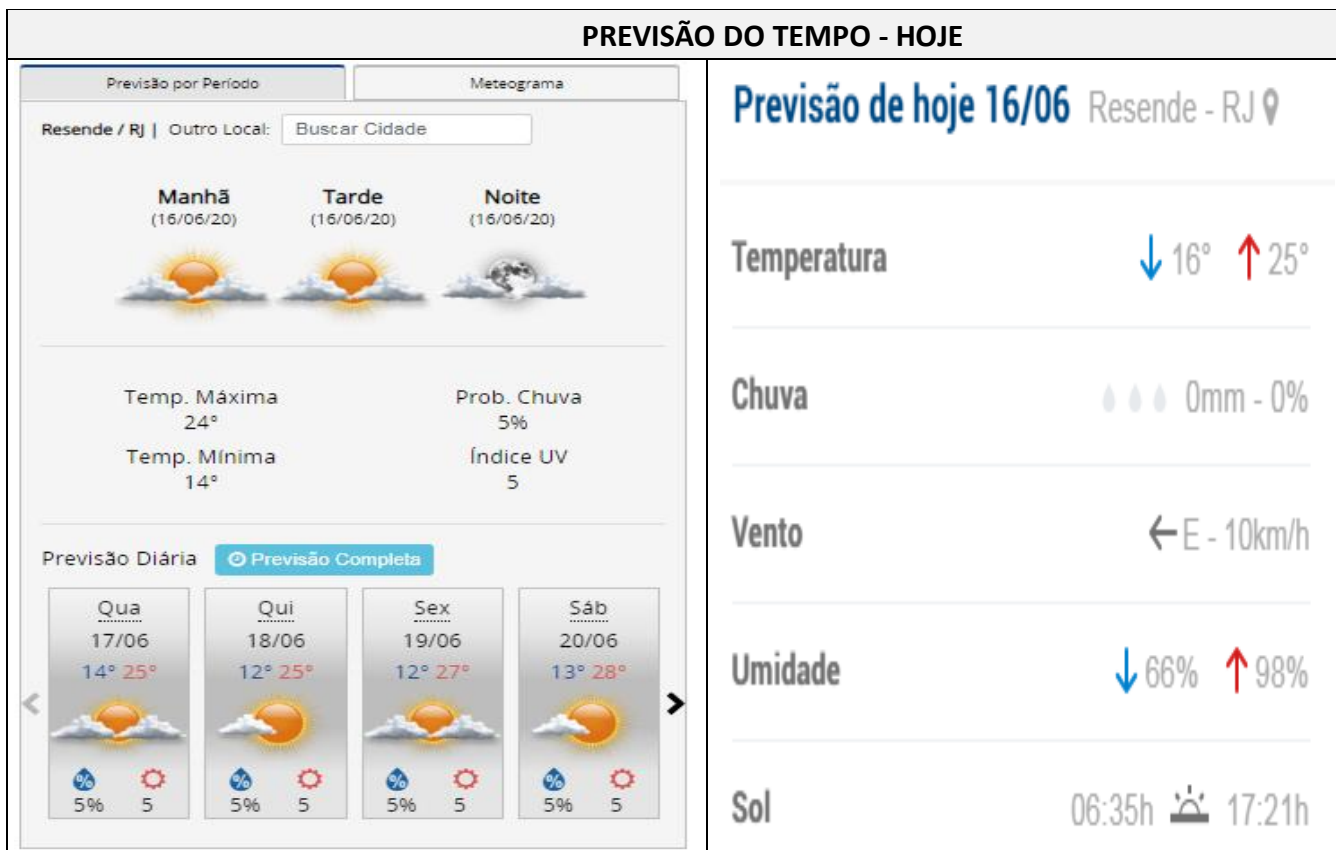 PREVISÃO DO TEMPO - HOJE
Previsão por Período
Meteograma
Resende / RJ | Outro Local: Buscar Cidade
Manhã Tarde Noite
(16/06/20) (16/06/20) (16/06/20)
Temp. Máxima Prob. Chuva
24° 5%
Temp. Mínima Índice UV
14° 5
Previsão Diária Previsão Completa
Qua Qui Sex Sáb
17/06 18/06 19/06 20/06
14° 25° 12° 25° 12° 27° 13° 28°
% % % %
5% 5 5% 5 5% 5 5% 5
Previsão de hoje 16/06 Resende - RJ
Temperatura 16° 25°
Chuva 0mm - 0%
Vento E - 10km/h
Umidade 66% 98%
Sol 06:35h 17:21h